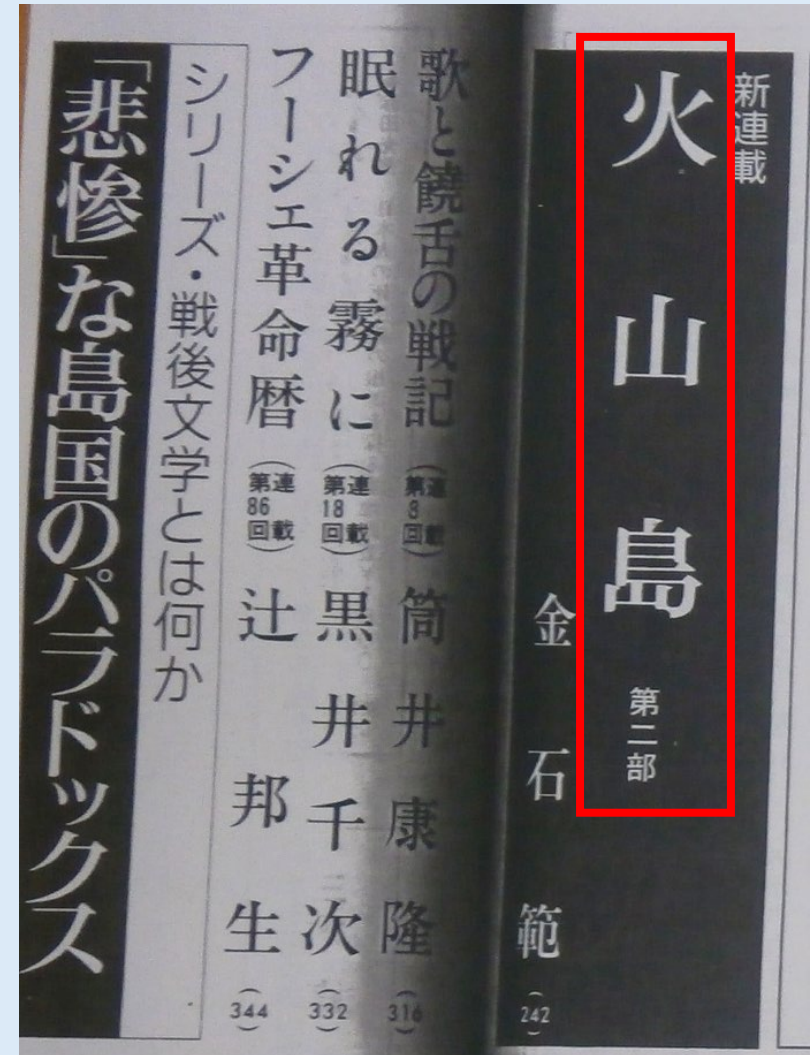 新連載
火山島 第二部
金石範 (242)
歌と饒舌の戦記 (連載第8回) 筒井康隆 (316)
眠れる霧に (連載第18回) 黒井千次 (332)
フーシェ革命暦 (連載第86回) 辻邦生 (344)
シリーズ・戦後文学とは何か
「悲惨」な島国のパラドックス